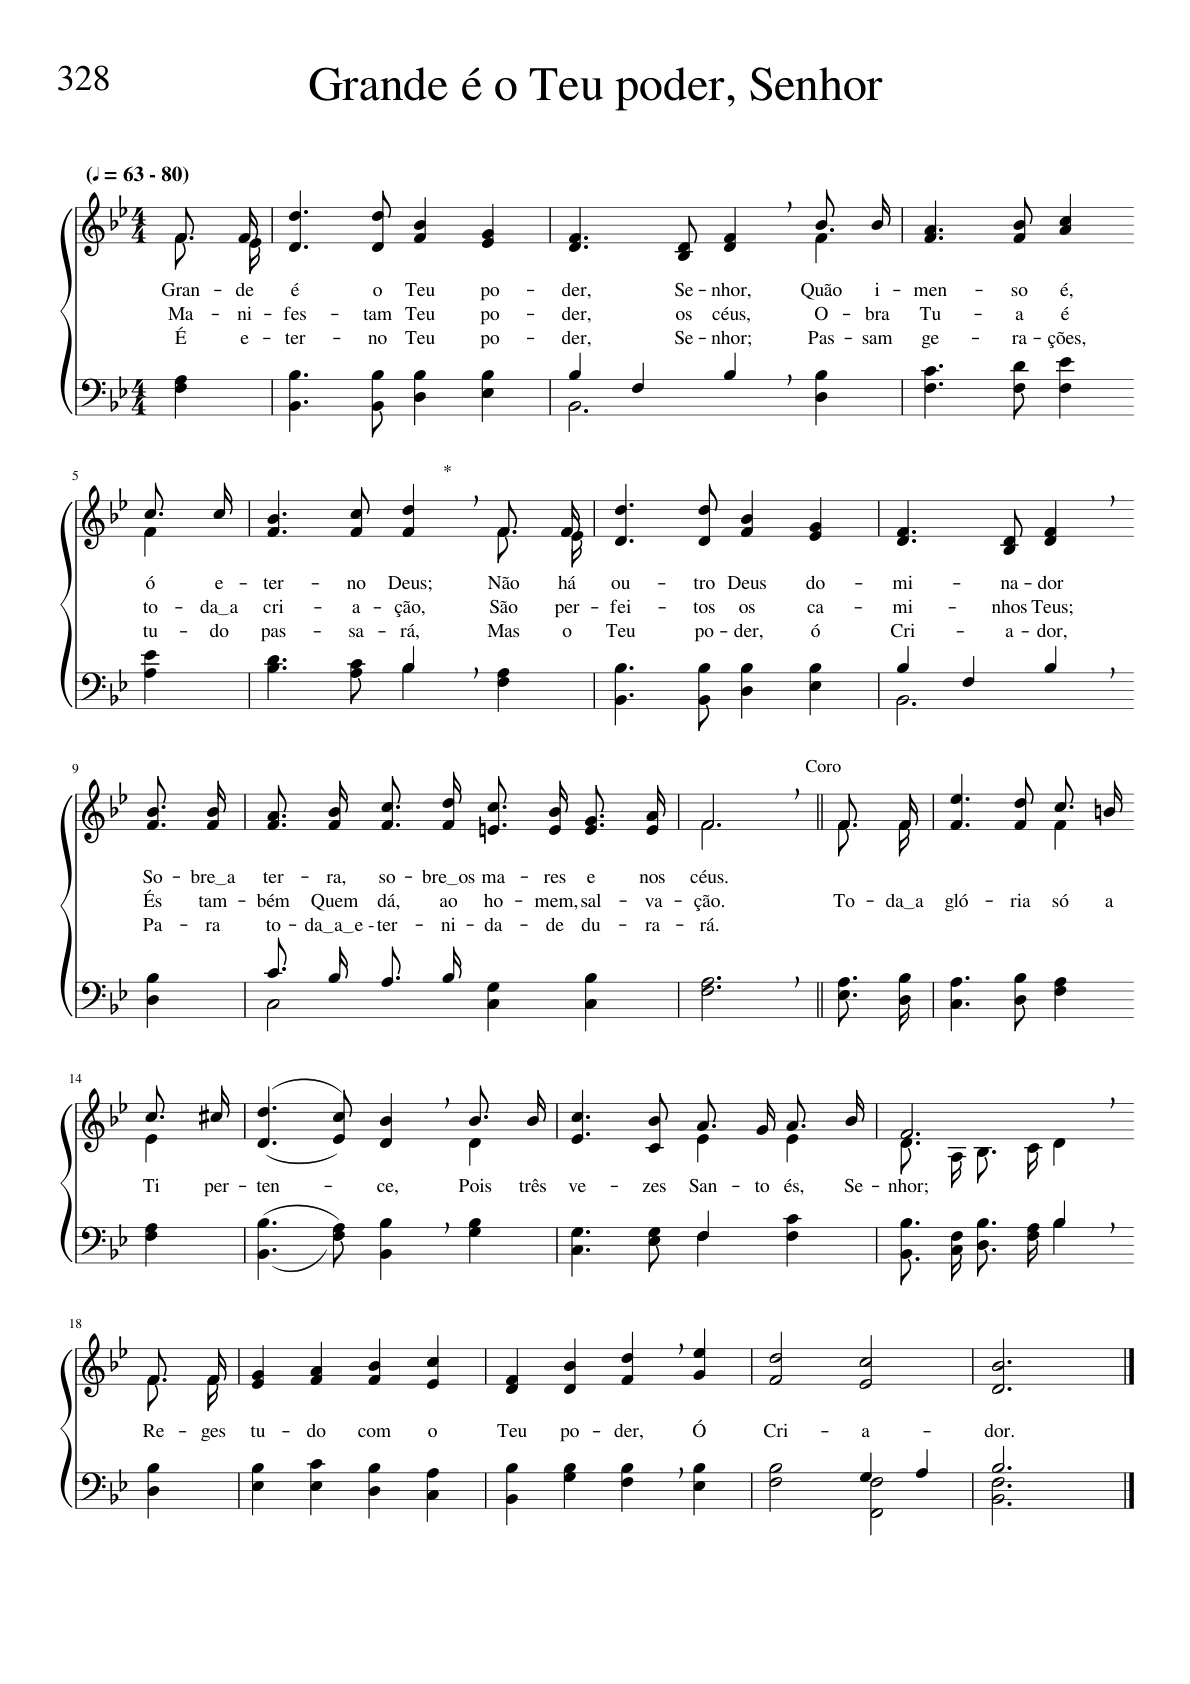 328
Grande é o Teu poder, Senhor
(♩ = 63 - 80)
Gran - de é o Teu po - der, Se - nhor, Quão i - men - so é,
Ma - ni - fes - tam Teu po - der, os céus, O - bra Tu - a é
É e - ter - no Teu po - der, Se - nhor; Pas - sam ge - ra - ções,
5
*
ó e - ter - no Deus; Não há ou - tro Deus do - mi - na - dor
to - da‿a cri - a - ção, São per - fei - tos os ca - mi - nhos Teus;
tu - do pas - sa - rá, Mas o Teu po - der, ó Cri - a - dor,
9
Coro
So - bre‿a ter - ra, so - bre‿os ma - res e nos céus.
És tam - bém Quem dá, ao ho - mem, sal - va - ção. To - da‿a gló - ria só a
Pa - ra to - da‿a‿e - ter - ni - da - de du - ra - rá.
14
Ti per - ten - ce, Pois três ve - zes San - to és, Se - nhor;
18
Re - ges tu - do com o Teu po - der, Ó Cri - a - dor.